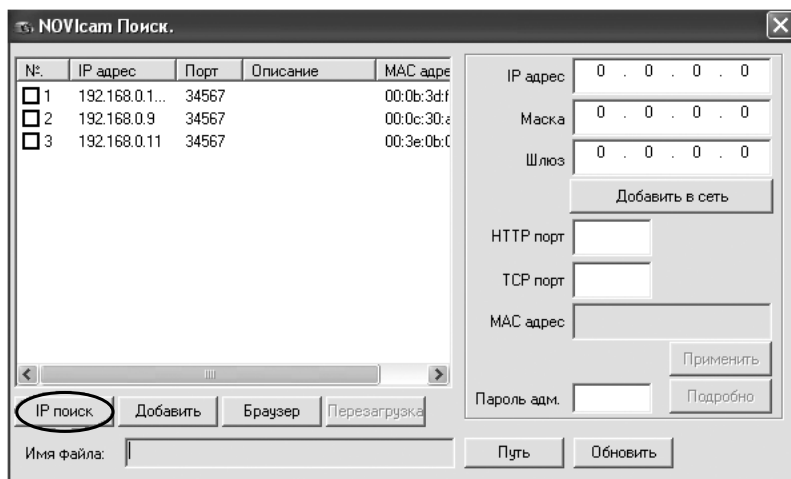 NOVIcam Поиск.
№. IP адрес Порт Описание MAC адре
1 192.168.0.1... 34567 00:0b:3d:f
2 192.168.0.9 34567 00:0c:30:a
3 192.168.0.11 34567 00:3e:0b:0
IP поиск Добавить Браузер Перезагрузка
Имя файла:
IP адрес 0 . 0 . 0 . 0
Маска 0 . 0 . 0 . 0
Шлюз 0 . 0 . 0 . 0
Добавить в сеть
HTTP порт
TCP порт
MAC адрес
Применить
Пароль адм. Подробно
Путь Обновить